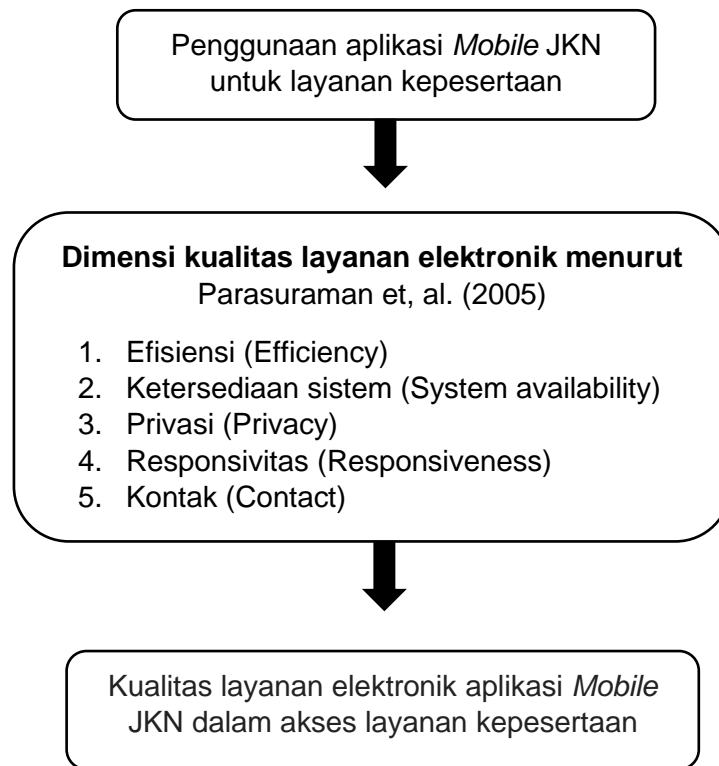 Penggunaan aplikasi Mobile JKN
untuk layanan kepesertaan
Dimensi kualitas layanan elektronik menurut
Parasuraman et, al. (2005)
1. Efisiensi (Efficiency)
2. Ketersediaan sistem (System availability)
3. Privasi (Privacy)
4. Responsivitas (Responsiveness)
5. Kontak (Contact)
Kualitas layanan elektronik aplikasi Mobile
JKN dalam akses layanan kepesertaan